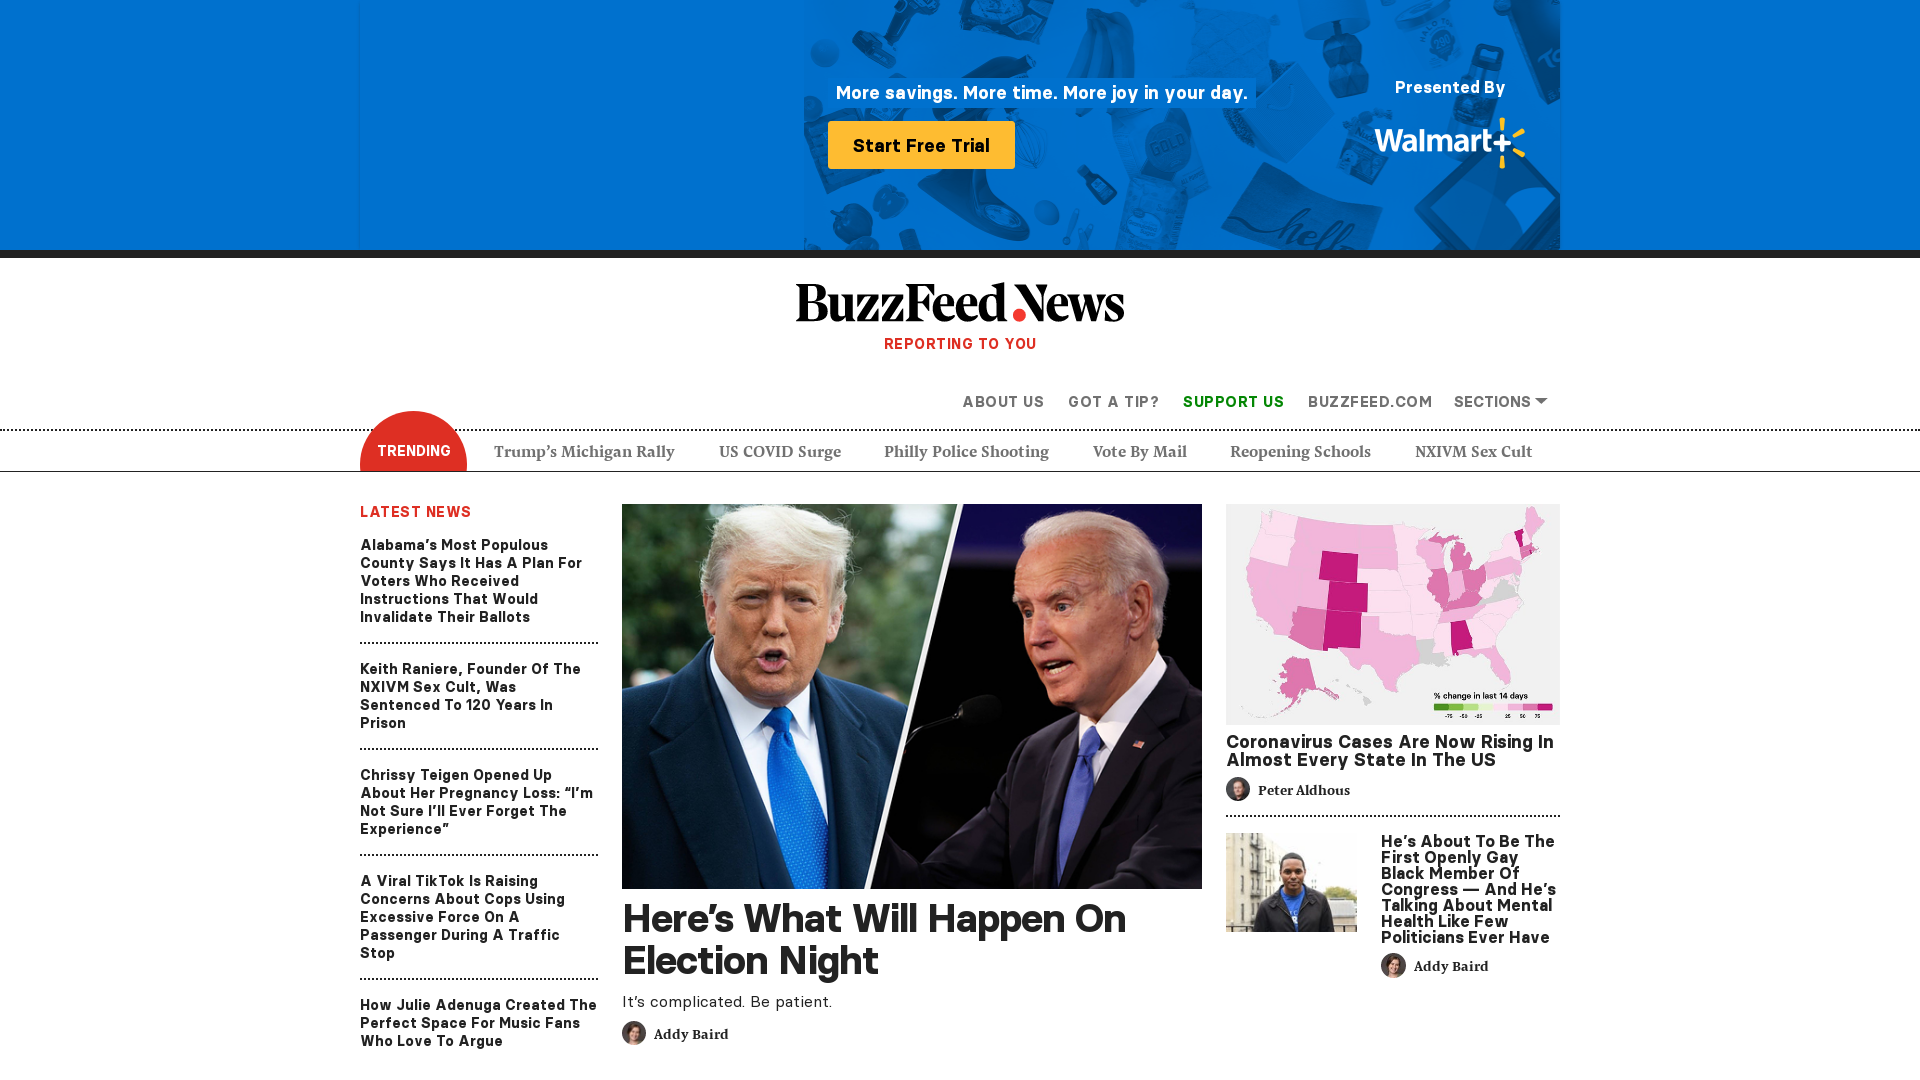 More savings. More time. More joy in your day.
Start Free Trial
Presented By
Walmart+
BuzzFeed News
REPORTING TO YOU
ABOUT US
GOT A TIP?
SUPPORT US
BUZZFEED.COM
SECTIONS
TRENDING
Trump’s Michigan Rally
US COVID Surge
Philly Police Shooting
Vote By Mail
Reopening Schools
NXIVM Sex Cult
LATEST NEWS
Alabama’s Most Populous
County Says It Has A Plan For
Voters Who Received
Instructions That Would
Invalidate Their Ballots
Keith Raniere, Founder Of The
NXIVM Sex Cult, Was
Sentenced To 120 Years In
Prison
Chrissy Teigen Opened Up
About Her Pregnancy Loss: “I’m
Not Sure I’ll Ever Forget The
Experience”
A Viral TikTok Is Raising
Concerns About Cops Using
Excessive Force On A
Passenger During A Traffic
Stop
How Julie Adenuga Created The
Perfect Space For Music Fans
Who Love To Argue
Here’s What Will Happen On
Election Night
It’s complicated. Be patient.
Addy Baird
% change in last 14 days
-75 -50 -25 25 50 75
Coronavirus Cases Are Now Rising In
Almost Every State In The US
Peter Aldhous
He’s About To Be The
First Openly Gay
Black Member Of
Congress — And He’s
Talking About Mental
Health Like Few
Politicians Ever Have
Addy Baird
hello
GOLD